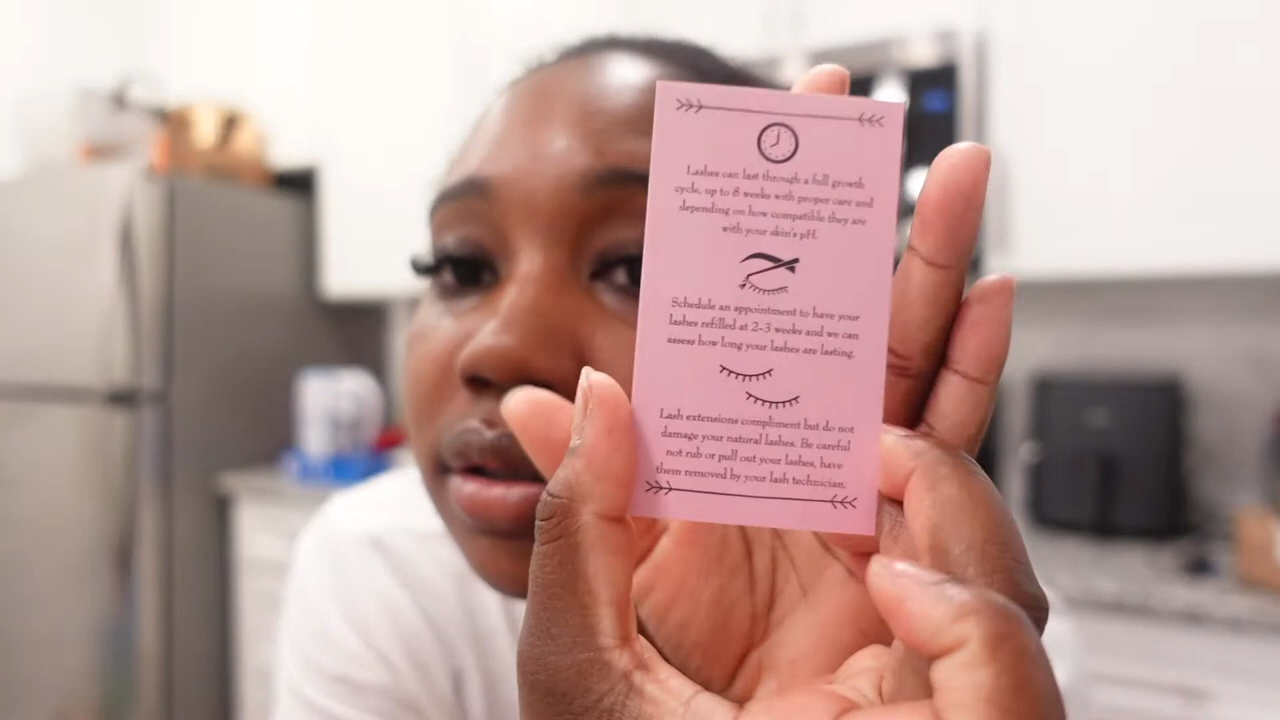 Lashes can last through a full growth
cycle, up to 8 weeks with proper care and
depending on how compatible they are
with your skin's pH.
Schedule an appointment to have your
lashes refilled at 2-3 weeks and we can
assess how long your lashes are lasting.
Lash extensions compliment but do not
damage your natural lashes. Be careful
not rub or pull out your lashes, have
them removed by your lash technician.